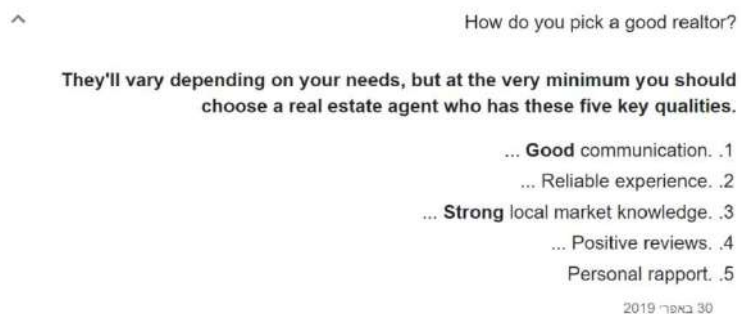 How do you pick a good realtor?
They'll vary depending on your needs, but at the very minimum you should
choose a real estate agent who has these five key qualities.
1. Good communication. ...
2. Reliable experience. ...
3. Strong local market knowledge. ...
4. Positive reviews. ...
5. Personal rapport.
30 באפר׳ 2019